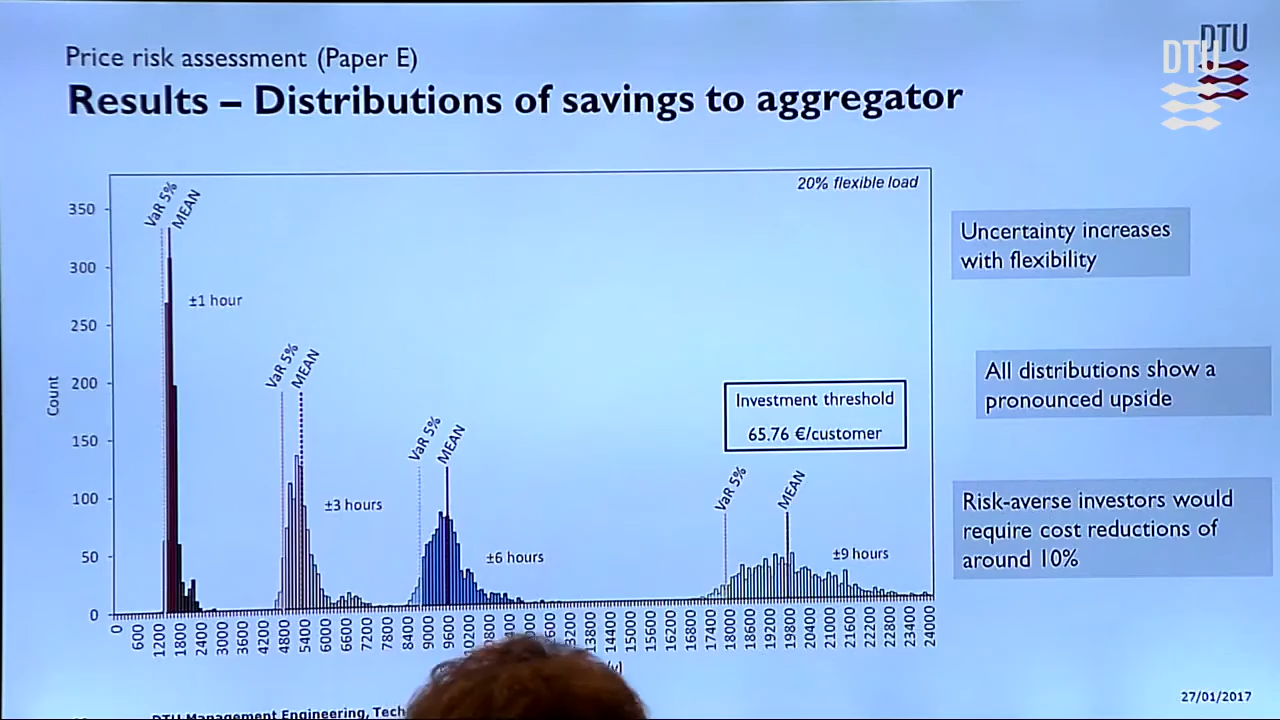 Price risk assessment (Paper E)
Results – Distributions of savings to aggregator
DTU
DTU
20% flexible load
350
300
250
200
150
100
50
0
Count
VaR 5%
MEAN
±1 hour
VaR 5%
MEAN
±3 hours
VaR 5%
MEAN
±6 hours
VaR 5%
MEAN
±9 hours
Investment threshold
65.76 €/customer
0
600
1200
1800
2400
3000
3600
4200
4800
5400
6000
6600
7200
7800
8400
9000
9600
10200
13800
14400
15000
15600
16200
16800
17400
18000
18600
19200
19800
20400
21000
21600
22200
22800
23400
24000
Uncertainty increases
with flexibility
All distributions show a
pronounced upside
Risk-averse investors would
require cost reductions of
around 10%
DTU Management Engineering, Tech
27/01/2017